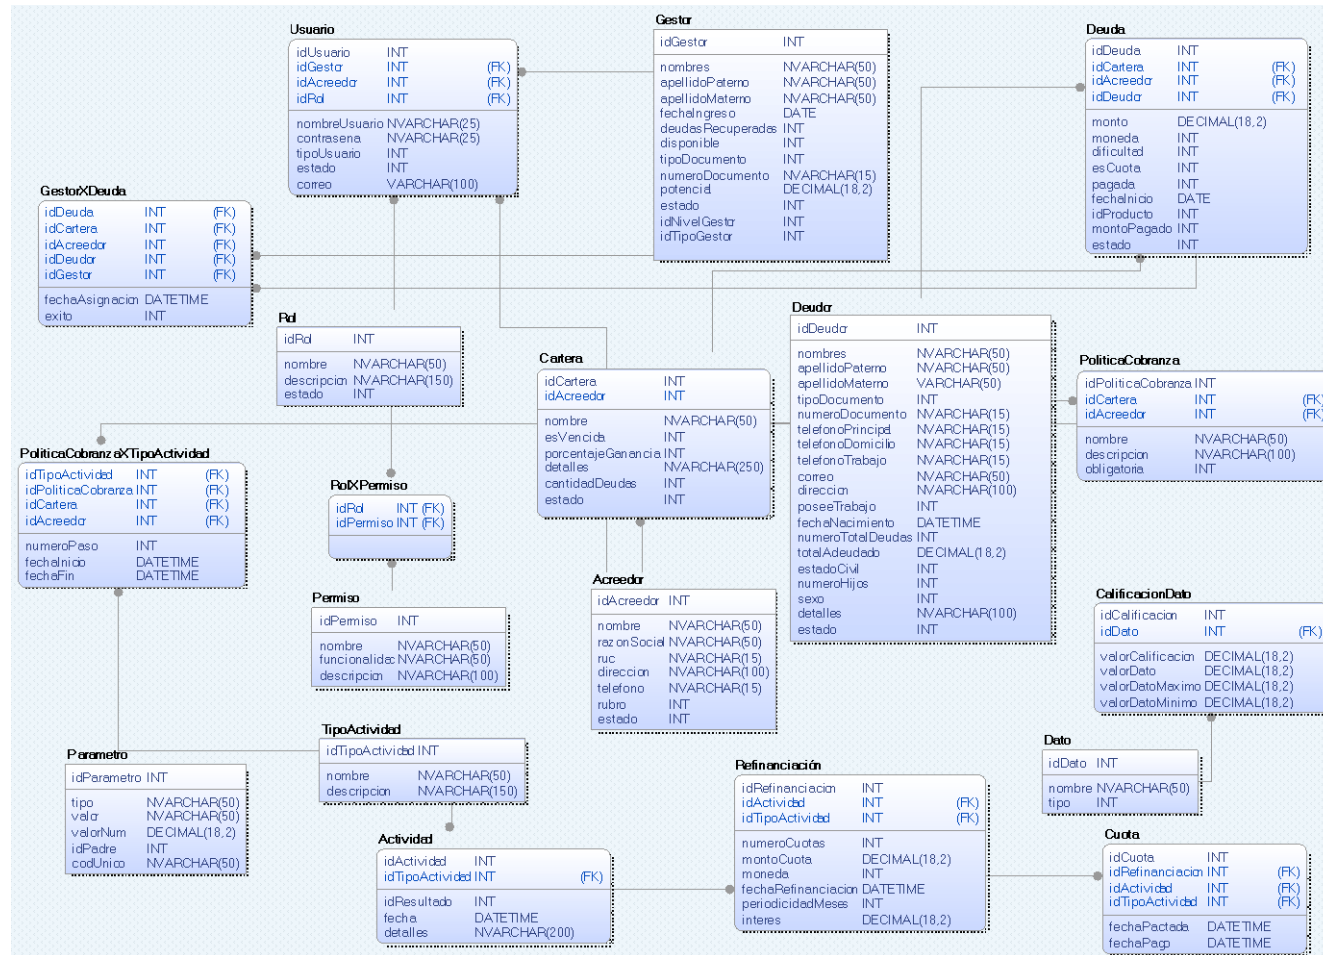 Usuario
idUsuario INT
idGestor INT (FK)
idAcreedor INT (FK)
idRol INT (FK)
nombreUsuario NVARCHAR(25)
contrasena NVARCHAR(25)
tipoUsuario INT
estado INT
correo VARCHAR(100)
Gestor
idGestor INT
nombres NVARCHAR(50)
apellidoPaterno NVARCHAR(50)
apellidoMaterno NVARCHAR(50)
fechaIngreso DATE
deudasRecuperadas INT
disponible INT
tipoDocumento INT
numeroDocumento NVARCHAR(15)
potencial DECIMAL(18,2)
estado INT
idNivelGestor INT
idTipoGestor INT
Deuda
idDeuda INT
idCartera INT (FK)
idAcreedor INT (FK)
idDeudor INT (FK)
monto DECIMAL(18,2)
moneda INT
dificultad INT
esCuota INT
pagada INT
fechaInicio DATE
idProducto INT
montoPagado INT
estado INT
GestorXDeuda
idDeuda INT (FK)
idCartera INT (FK)
idAcreedor INT (FK)
idDeudor INT (FK)
idGestor INT (FK)
fechaAsignacion DATETIME
exito INT
Rol
idRol INT
nombre NVARCHAR(50)
descripcion NVARCHAR(150)
estado INT
Cartera
idCartera INT
idAcreedor INT
nombre NVARCHAR(50)
esVencida INT
porcentajeGanancia INT
detalles NVARCHAR(250)
cantidadDeudas INT
estado INT
Deudor
idDeudor INT
nombres NVARCHAR(50)
apellidoPaterno NVARCHAR(50)
apellidoMaterno VARCHAR(50)
tipoDocumento INT
numeroDocumento NVARCHAR(15)
telefonoPrincipal NVARCHAR(15)
telefonoDomicilio NVARCHAR(15)
telefonoTrabajo NVARCHAR(15)
correo NVARCHAR(50)
direccion NVARCHAR(100)
poseeTrabajo INT
fechaNacimiento DATETIME
numeroTotalDeudas INT
totalAdeudado DECIMAL(18,2)
estadoCivil INT
numeroHijos INT
sexo INT
detalles NVARCHAR(100)
estado INT
PoliticaCobranza
idPoliticaCobranza INT
idCartera INT (FK)
idAcreedor INT (FK)
nombre NVARCHAR(50)
descripcion NVARCHAR(100)
obligatoria INT
PoliticaCobranzaXTipoActividad
idTipoActividad INT (FK)
idPoliticaCobranza INT (FK)
idCartera INT (FK)
idAcreedor INT (FK)
numeroPaso INT
fechaInicio DATETIME
fechaFin DATETIME
RolXPermiso
idRol INT (FK)
idPermiso INT (FK)
Permiso
idPermiso INT
nombre NVARCHAR(50)
funcionalidac NVARCHAR(50)
descripcion NVARCHAR(100)
Acreedor
idAcreedor INT
nombre NVARCHAR(50)
razonSocial NVARCHAR(50)
ruc NVARCHAR(15)
direccion NVARCHAR(100)
telefono NVARCHAR(15)
rubro INT
estado INT
CalificacionDato
idCalificacion INT
idDato INT (FK)
valorCalificacion DECIMAL(18,2)
valorDato DECIMAL(18,2)
valorDatoMaximo DECIMAL(18,2)
valorDatoMinimo DECIMAL(18,2)
Parametro
idParametro INT
tipo NVARCHAR(50)
valor NVARCHAR(50)
valorNum DECIMAL(18,2)
idPadre INT
codUnico NVARCHAR(50)
TipoActividad
idTipoActividad INT
nombre NVARCHAR(50)
descripcion NVARCHAR(150)
Dato
idDato INT
nombre NVARCHAR(50)
tipo INT
Refinanciación
idRefinanciacion INT
idActividad INT (FK)
idTipoActividad INT (FK)
numeroCuotas INT
montoCuota DECIMAL(18,2)
moneda INT
fechaRefinanciacion DATETIME
periodicidadMeses INT
interes DECIMAL(18,2)
Actividad
idActividad INT
idTipoActividad INT (FK)
idResultado INT
fecha DATETIME
detalles NVARCHAR(200)
Cuota
idCuota INT
idRefinanciacion INT (FK)
idActividad INT (FK)
idTipoActividad INT (FK)
fechaPactada DATETIME
fechaPago DATETIME